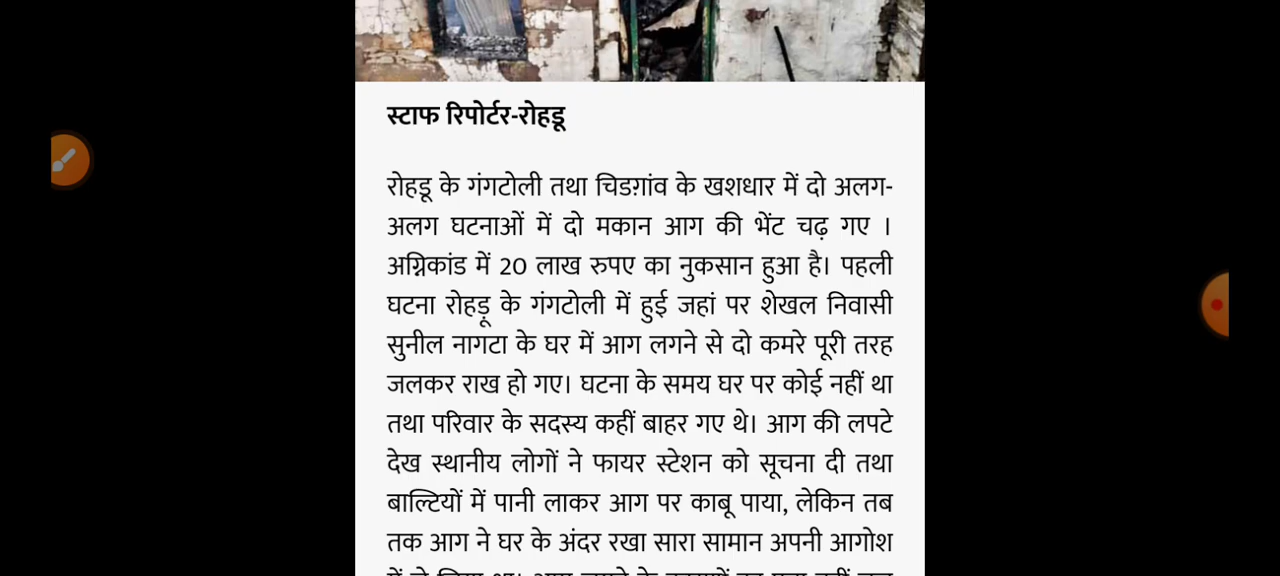 स्टाफ रिपोर्टर-रोहडू
रोहडू के गंगटोली तथा चिडग़ांव के खशधार में दो अलग-
अलग घटनाओं में दो मकान आग की भेंट चढ़ गए ।
अग्निकांड में 20 लाख रुपए का नुकसान हुआ है। पहली
घटना रोहड़ू के गंगटोली में हुई जहां पर शेखल निवासी
सुनील नागटा के घर में आग लगने से दो कमरे पूरी तरह
जलकर राख हो गए। घटना के समय घर पर कोई नहीं था
तथा परिवार के सदस्य कहीं बाहर गए थे। आग की लपटे
देख स्थानीय लोगों ने फायर स्टेशन को सूचना दी तथा
बाल्टियों में पानी लाकर आग पर काबू पाया, लेकिन तब
तक आग ने घर के अंदर रखा सारा सामान अपनी आगोश